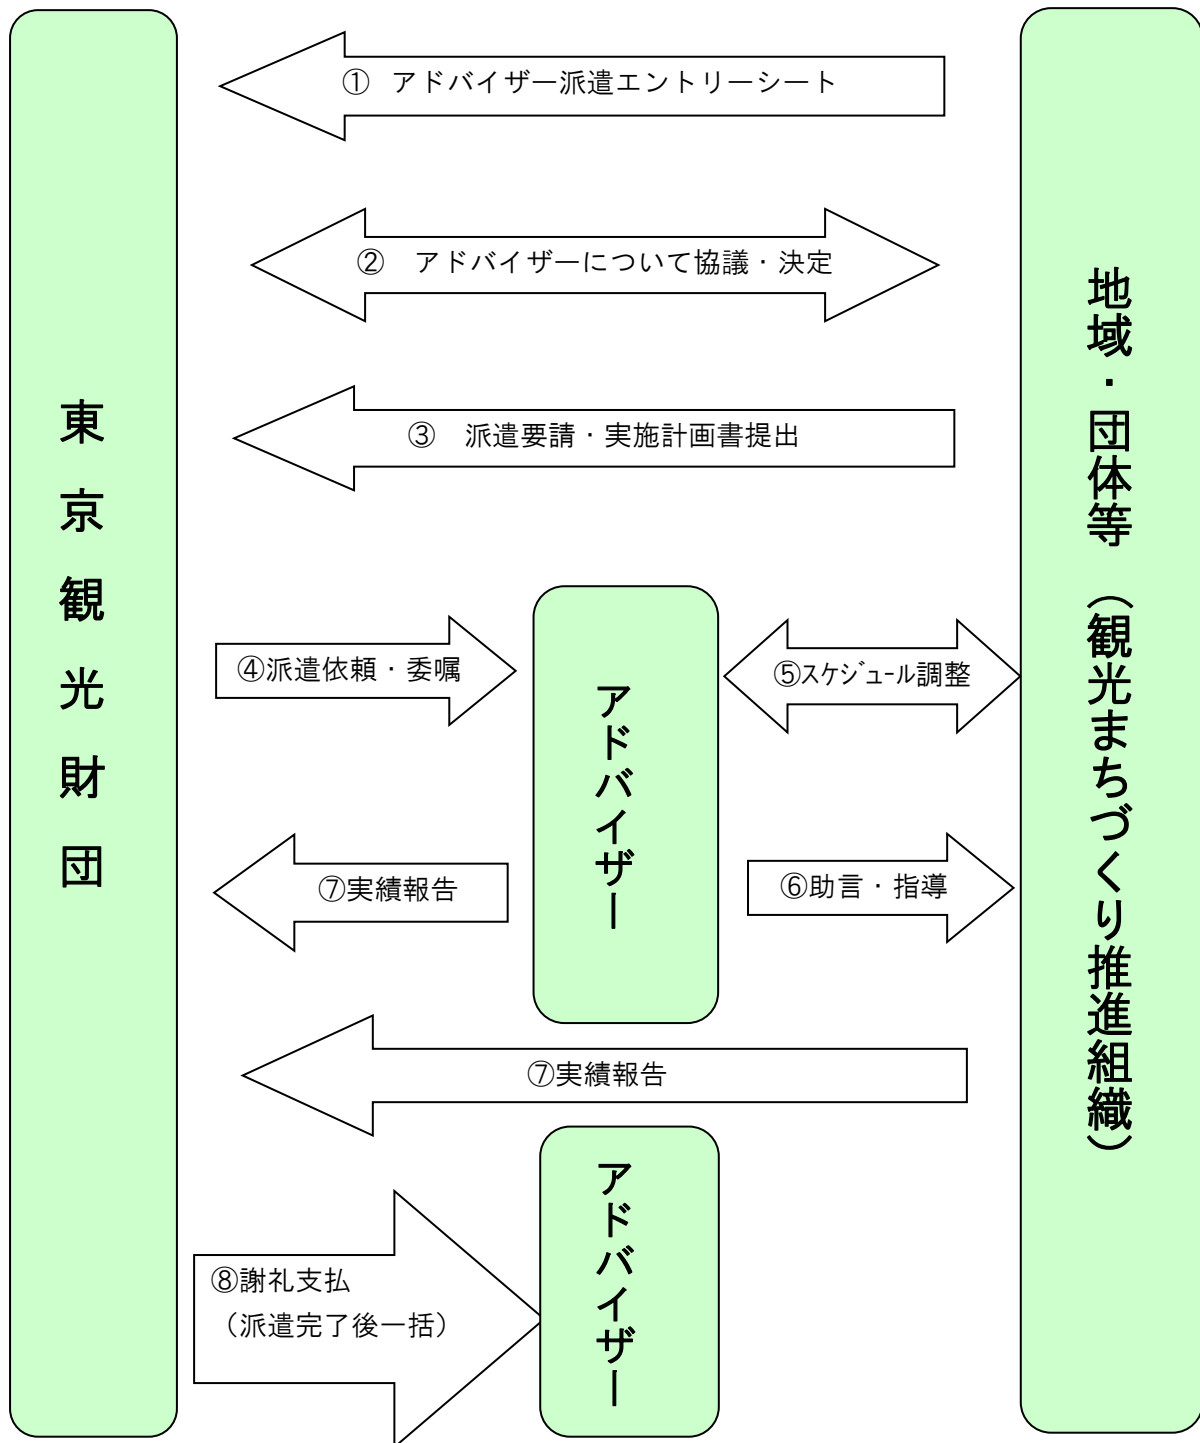 ① アドバイザー派遣エントリーシート
② アドバイザーについて協議・決定
③ 派遣要請・実施計画書提出
東京観光財団
地域・団体等（観光まちづくり推進組織）
④派遣依頼・委嘱
アドバイザー
⑤スケジュール調整
⑦実績報告
⑥助言・指導
⑦実績報告
アドバイザー
⑧謝礼支払
（派遣完了後一括）